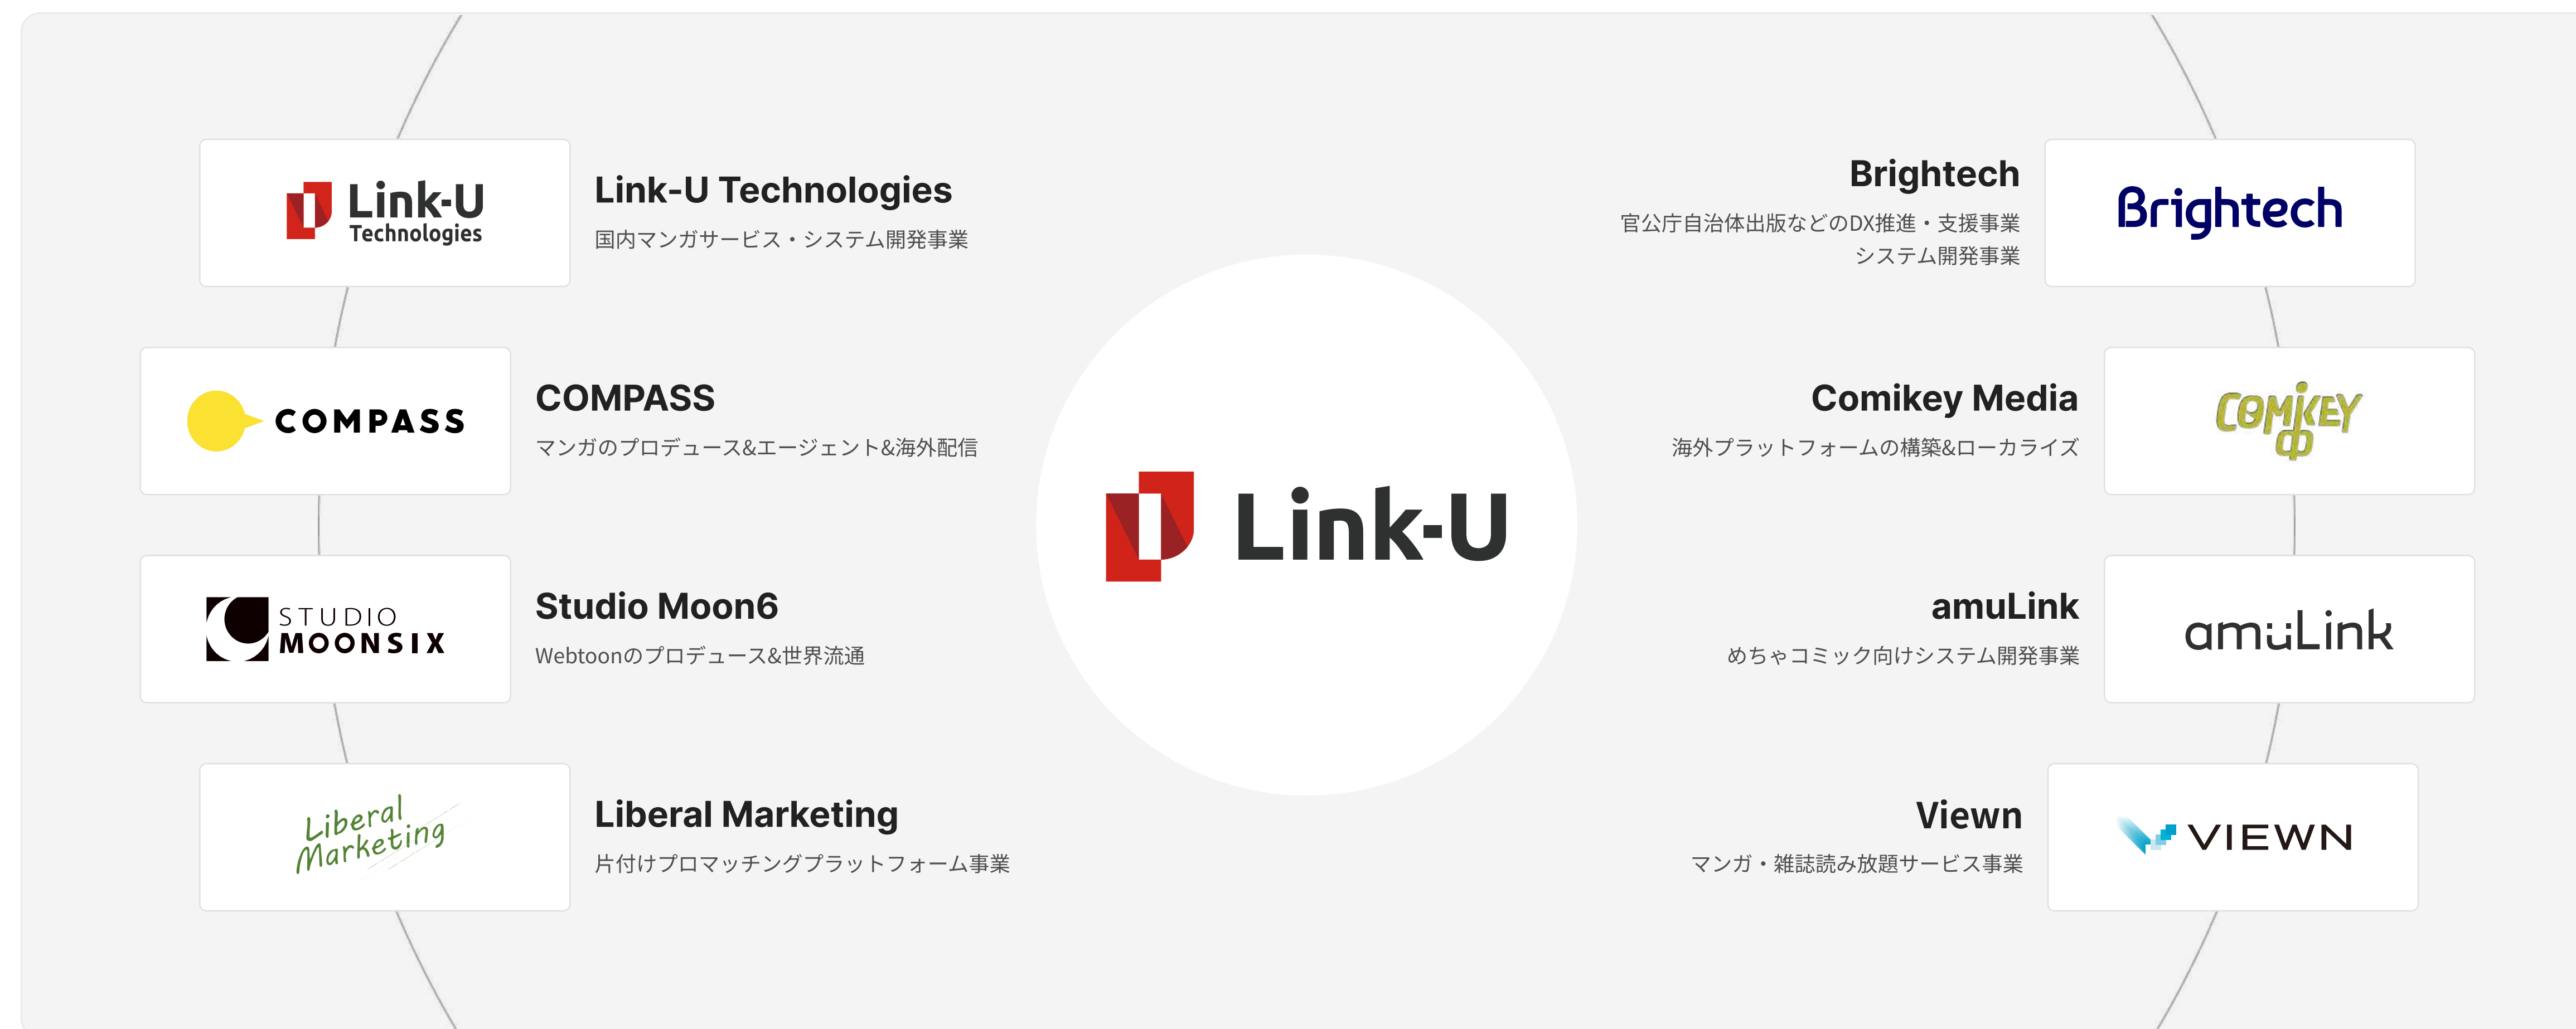 Link-U
Technologies
Link-U Technologies
国内マンガサービス・システム開発事業
COMPASS
COMPASS
マンガのプロデュース&エージェント&海外配信
STUDIO
MOONSIX
Studio Moon6
Webtoonのプロデュース&世界流通
Liberal
Marketing
Liberal Marketing
片付けプロマッチングプラットフォーム事業
Link-U
Brightech
官公庁自治体出版などのDX推進・支援事業
システム開発事業
Brightech
Comikey Media
海外プラットフォームの構築&ローカライズ
COMIKEY
amuLink
めちゃコミック向けシステム開発事業
amuLink
Viewn
マンガ・雑誌読み放題サービス事業
VIEWN